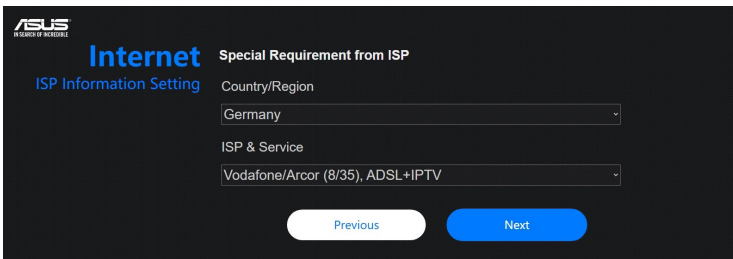 ASUS
IN SEARCH OF INCREDIBLE
Internet
ISP Information Setting
Special Requirement from ISP
Country/Region
Germany
ISP & Service
Vodafone/Arcor (8/35), ADSL+IPTV
Previous
Next